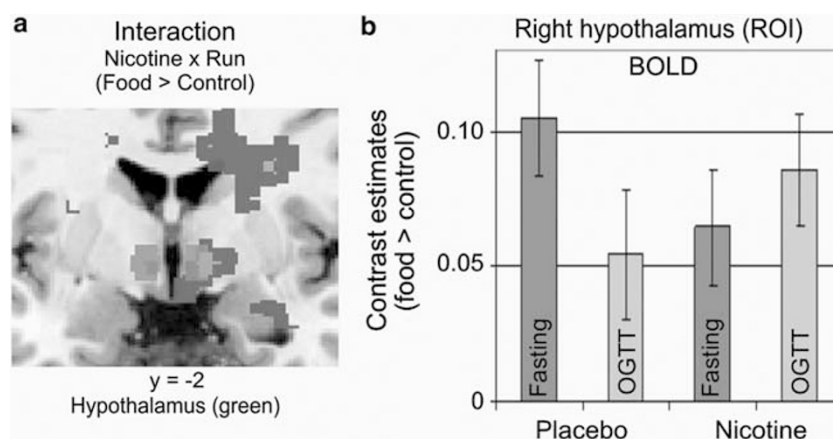 a
Interaction
Nicotine x Run
(Food > Control)
y = -2
Hypothalamus (green)
b
Right hypothalamus (ROI)
BOLD
Contrast estimates
(food > control)
0.10
0.05
0
Fasting
OGTT
Fasting
OGTT
Placebo
Nicotine